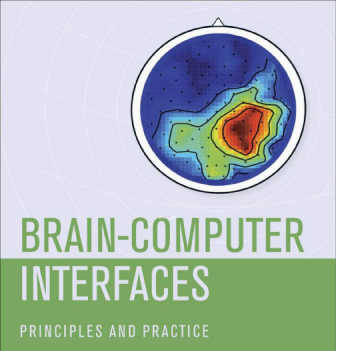 BRAIN-COMPUTER
INTERFACES
PRINCIPLES AND PRACTICE